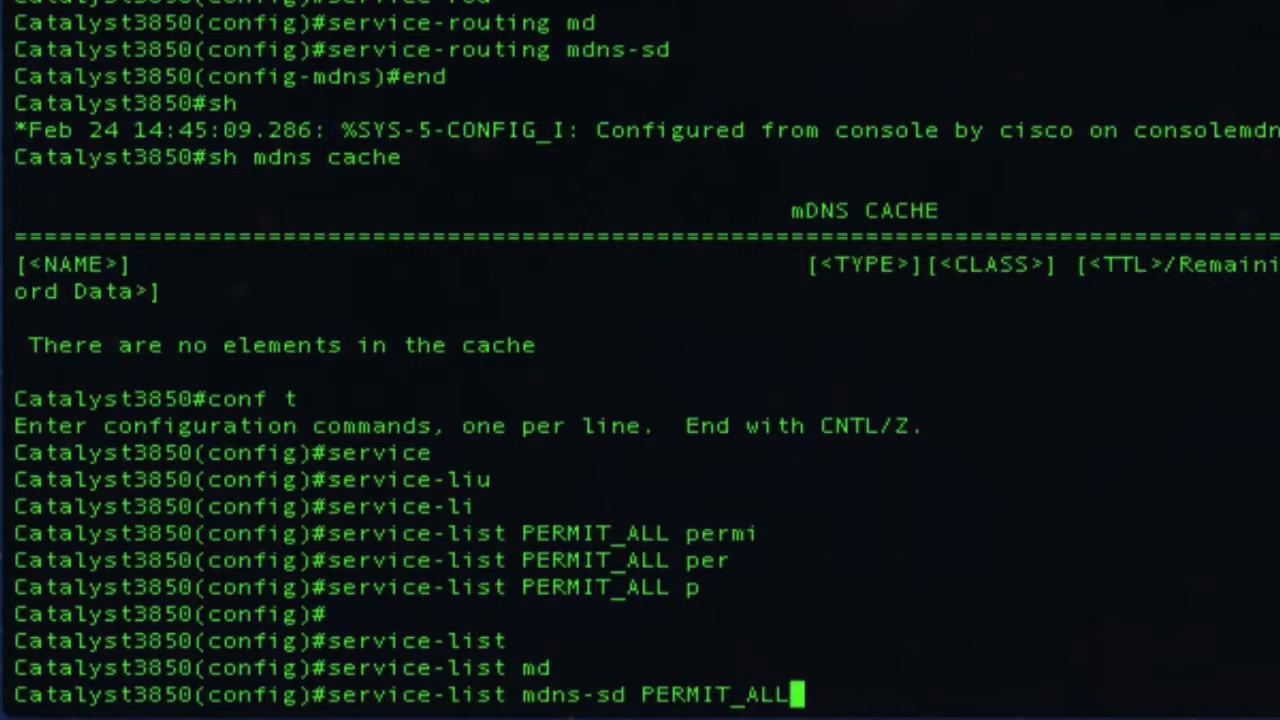 Catalyst3850(config)#service-rou
Catalyst3850(config)#service-routing md
Catalyst3850(config)#service-routing mdns-sd
Catalyst3850(config-mdns)#end
Catalyst3850#sh
*Feb 24 14:45:09.286: %SYS-5-CONFIG_I: Configured from console by cisco on consolemdn
Catalyst3850#sh mdns cache
mDNS CACHE
=====================================================================================
[<NAME>] [<TYPE>][<CLASS>] [<TTL>/Remaini
ord Data>]
There are no elements in the cache
Catalyst3850#conf t
Enter configuration commands, one per line. End with CNTL/Z.
Catalyst3850(config)#service
Catalyst3850(config)#service-liu
Catalyst3850(config)#service-li
Catalyst3850(config)#service-list PERMIT_ALL permi
Catalyst3850(config)#service-list PERMIT_ALL per
Catalyst3850(config)#service-list PERMIT_ALL p
Catalyst3850(config)#
Catalyst3850(config)#service-list
Catalyst3850(config)#service-list md
Catalyst3850(config)#service-list mdns-sd PERMIT_ALL